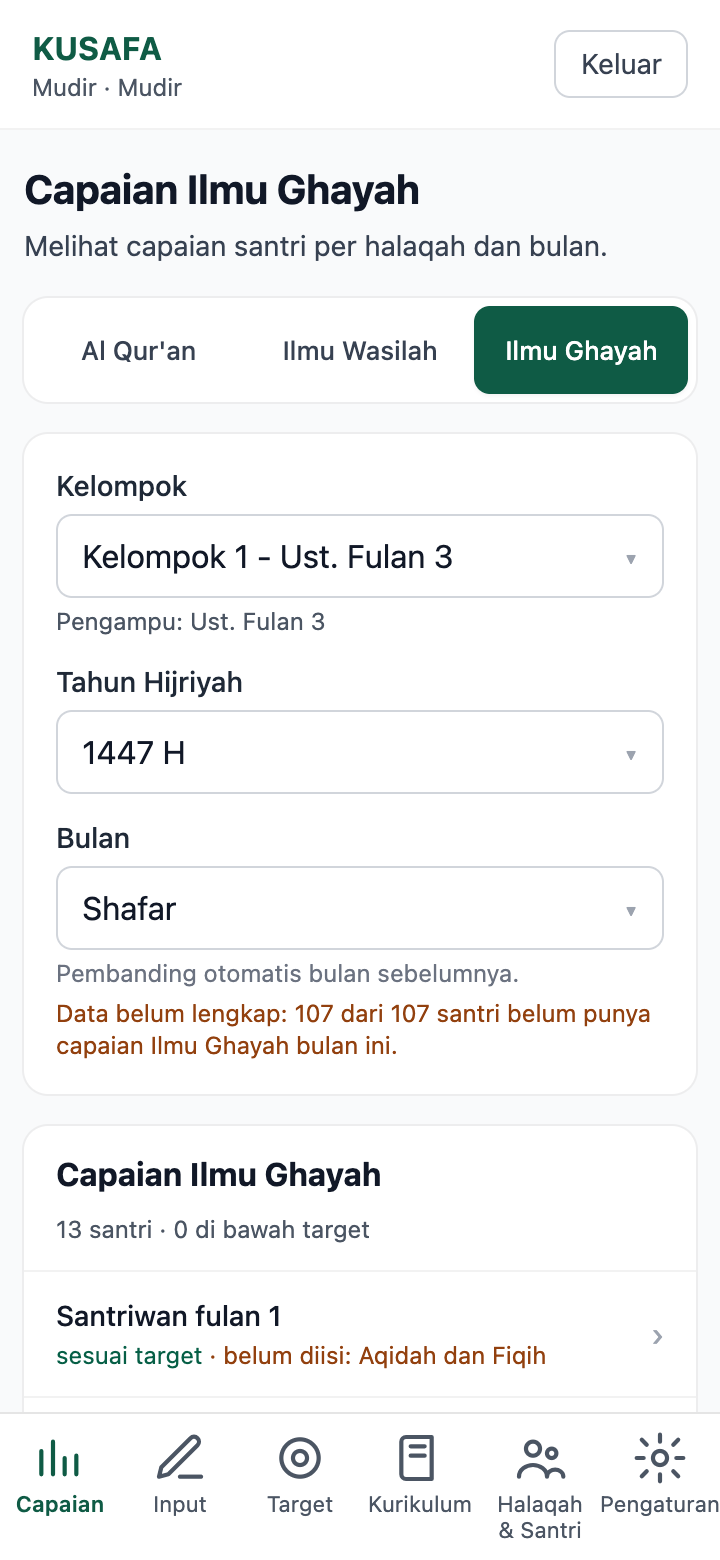 KUSAFA
Mudir · Mudir
Keluar
Capaian Ilmu Ghayah
Melihat capaian santri per halaqah dan bulan.
Al Qur'an
Ilmu Wasilah
Ilmu Ghayah
Kelompok
Kelompok 1 - Ust. Fulan 3
Pengampu: Ust. Fulan 3
Tahun Hijriyah
1447 H
Bulan
Shafar
Pembanding otomatis bulan sebelumnya.
Data belum lengkap: 107 dari 107 santri belum punya
capaian Ilmu Ghayah bulan ini.
Capaian Ilmu Ghayah
13 santri · 0 di bawah target
Santriwan fulan 1
sesuai target · belum diisi: Aqidah dan Fiqih
Capaian
Input
Target
Kurikulum
Halaqah
& Santri
Pengaturan